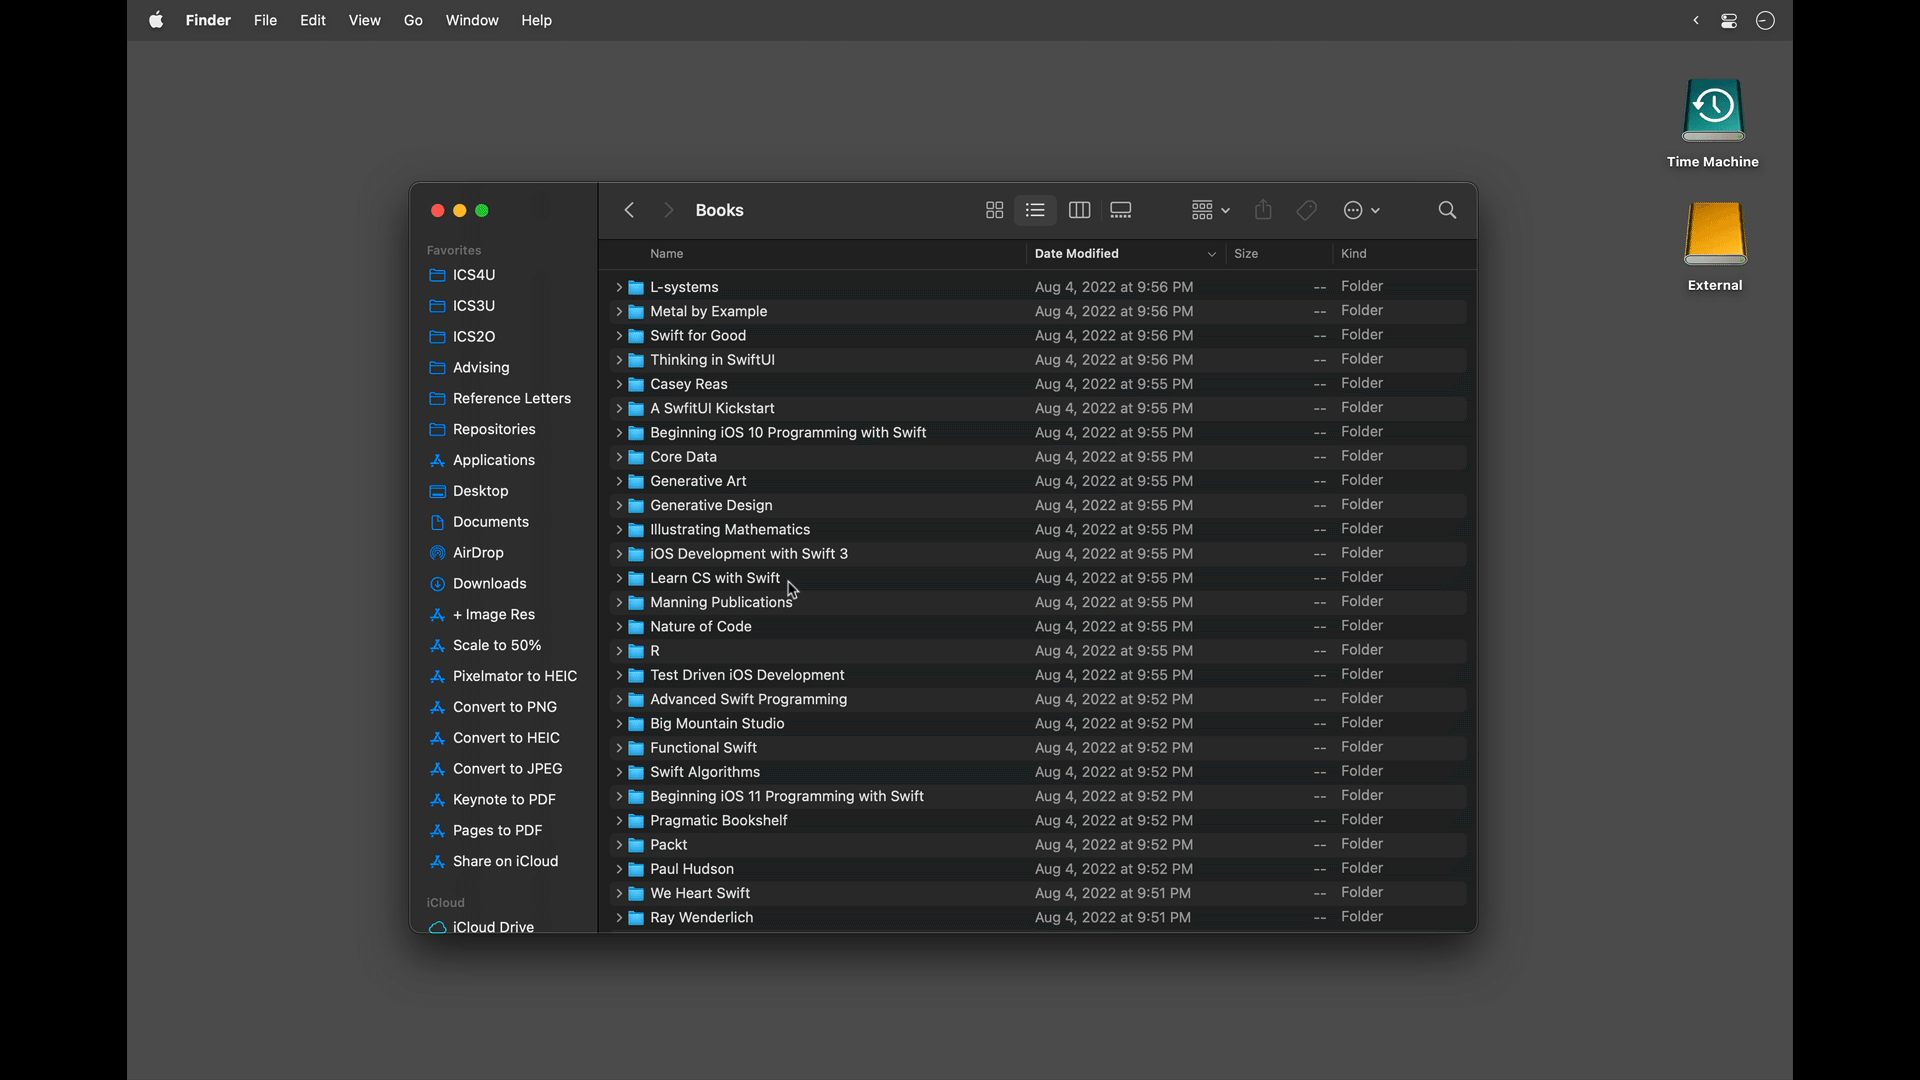 Finder File Edit View Go Window Help
Time Machine
External
Books
Favorites
ICS4U
ICS3U
ICS2O
Advising
Reference Letters
Repositories
Applications
Desktop
Documents
AirDrop
Downloads
+ Image Res
Scale to 50%
Pixelmator to HEIC
Convert to PNG
Convert to HEIC
Convert to JPEG
Keynote to PDF
Pages to PDF
Share on iCloud
iCloud
iCloud Drive
Name Date Modified Size Kind
L-systems Aug 4, 2022 at 9:56 PM -- Folder
Metal by Example Aug 4, 2022 at 9:56 PM -- Folder
Swift for Good Aug 4, 2022 at 9:56 PM -- Folder
Thinking in SwiftUI Aug 4, 2022 at 9:56 PM -- Folder
Casey Reas Aug 4, 2022 at 9:55 PM -- Folder
A SwfitUI Kickstart Aug 4, 2022 at 9:55 PM -- Folder
Beginning iOS 10 Programming with Swift Aug 4, 2022 at 9:55 PM -- Folder
Core Data Aug 4, 2022 at 9:55 PM -- Folder
Generative Art Aug 4, 2022 at 9:55 PM -- Folder
Generative Design Aug 4, 2022 at 9:55 PM -- Folder
Illustrating Mathematics Aug 4, 2022 at 9:55 PM -- Folder
iOS Development with Swift 3 Aug 4, 2022 at 9:55 PM -- Folder
Learn CS with Swift Aug 4, 2022 at 9:55 PM -- Folder
Manning Publications Aug 4, 2022 at 9:55 PM -- Folder
Nature of Code Aug 4, 2022 at 9:55 PM -- Folder
R Aug 4, 2022 at 9:55 PM -- Folder
Test Driven iOS Development Aug 4, 2022 at 9:55 PM -- Folder
Advanced Swift Programming Aug 4, 2022 at 9:52 PM -- Folder
Big Mountain Studio Aug 4, 2022 at 9:52 PM -- Folder
Functional Swift Aug 4, 2022 at 9:52 PM -- Folder
Swift Algorithms Aug 4, 2022 at 9:52 PM -- Folder
Beginning iOS 11 Programming with Swift Aug 4, 2022 at 9:52 PM -- Folder
Pragmatic Bookshelf Aug 4, 2022 at 9:52 PM -- Folder
Packt Aug 4, 2022 at 9:52 PM -- Folder
Paul Hudson Aug 4, 2022 at 9:52 PM -- Folder
We Heart Swift Aug 4, 2022 at 9:51 PM -- Folder
Ray Wenderlich Aug 4, 2022 at 9:51 PM -- Folder